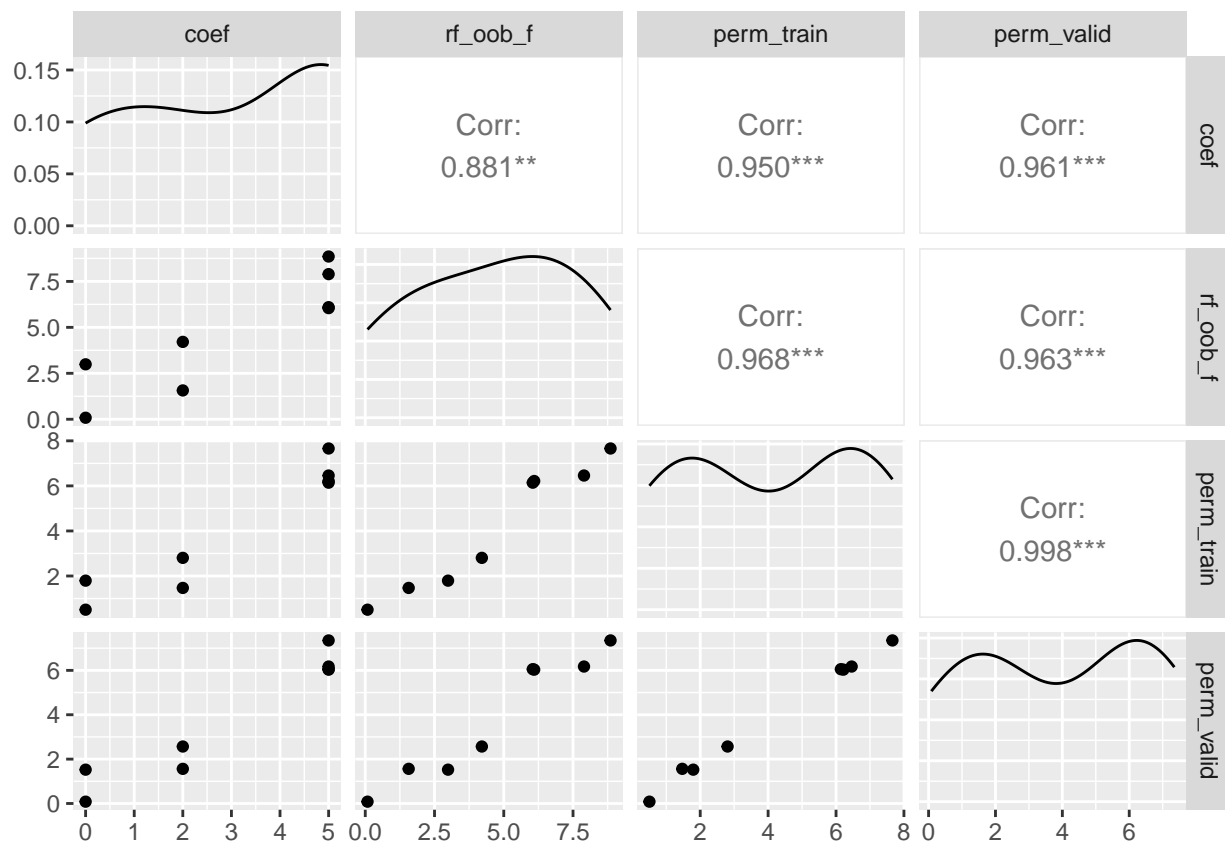 coef rf_oob_f perm_train perm_valid
0.15
0.10
0.05
0.00
Corr:
0.881**
Corr:
0.950***
Corr:
0.961***
coef
7.5
5.0
2.5
0.0
Corr:
0.968***
Corr:
0.963***
rf_oob_f
8
6
4
2
Corr:
0.998***
perm_train
6
4
2
0
perm_valid
0 1 2 3 4 5 0.0 2.5 5.0 7.5 2 4 6 8 0 2 4 6